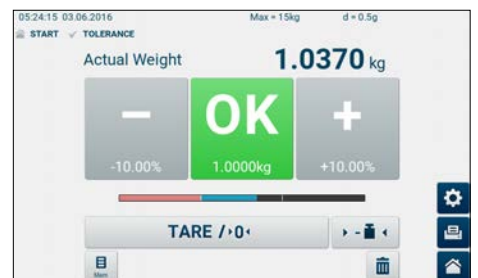 05:24:15 03.06.2016 Max = 15kg d = 0.5g
START TOLERANCE
Actual Weight 1.0370 kg
− OK +
-10.00% 1.0000kg +10.00%
TARE /›0‹ › - ‹
Mem